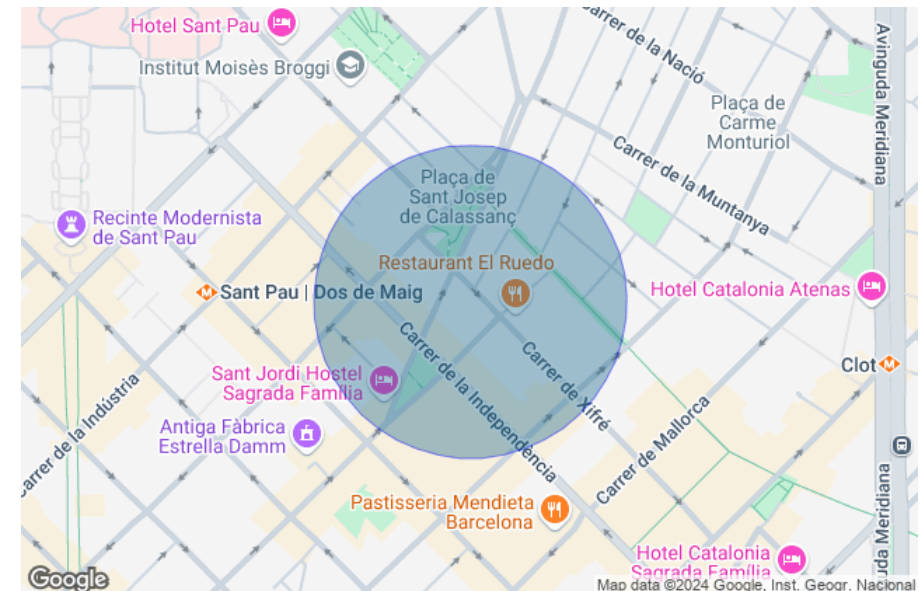 Hotel Sant Pau
Institut Moisès Broggi
Carrer de la Nació
Avinguda Meridiana
Plaça de
Carme
Monturiol
Carrer de la Muntanya
Plaça de
Sant Josep
de Calassanç
Recinte Modernista
de Sant Pau
Restaurant El Ruedo
Sant Pau | Dos de Maig
Hotel Catalonia Atenas
Clot
Sant Jordi Hostel
Sagrada Família
Carrer de la Independència
Carrer de Xifré
Carrer de la Indústria
Antiga Fàbrica
Estrella Damm
Carrer de Mallorca
Pastisseria Mendieta
Barcelona
uda Meridiana
Hotel Catalonia
Sagrada Família
Google
Map data ©2024 Google, Inst. Geogr. Nacional